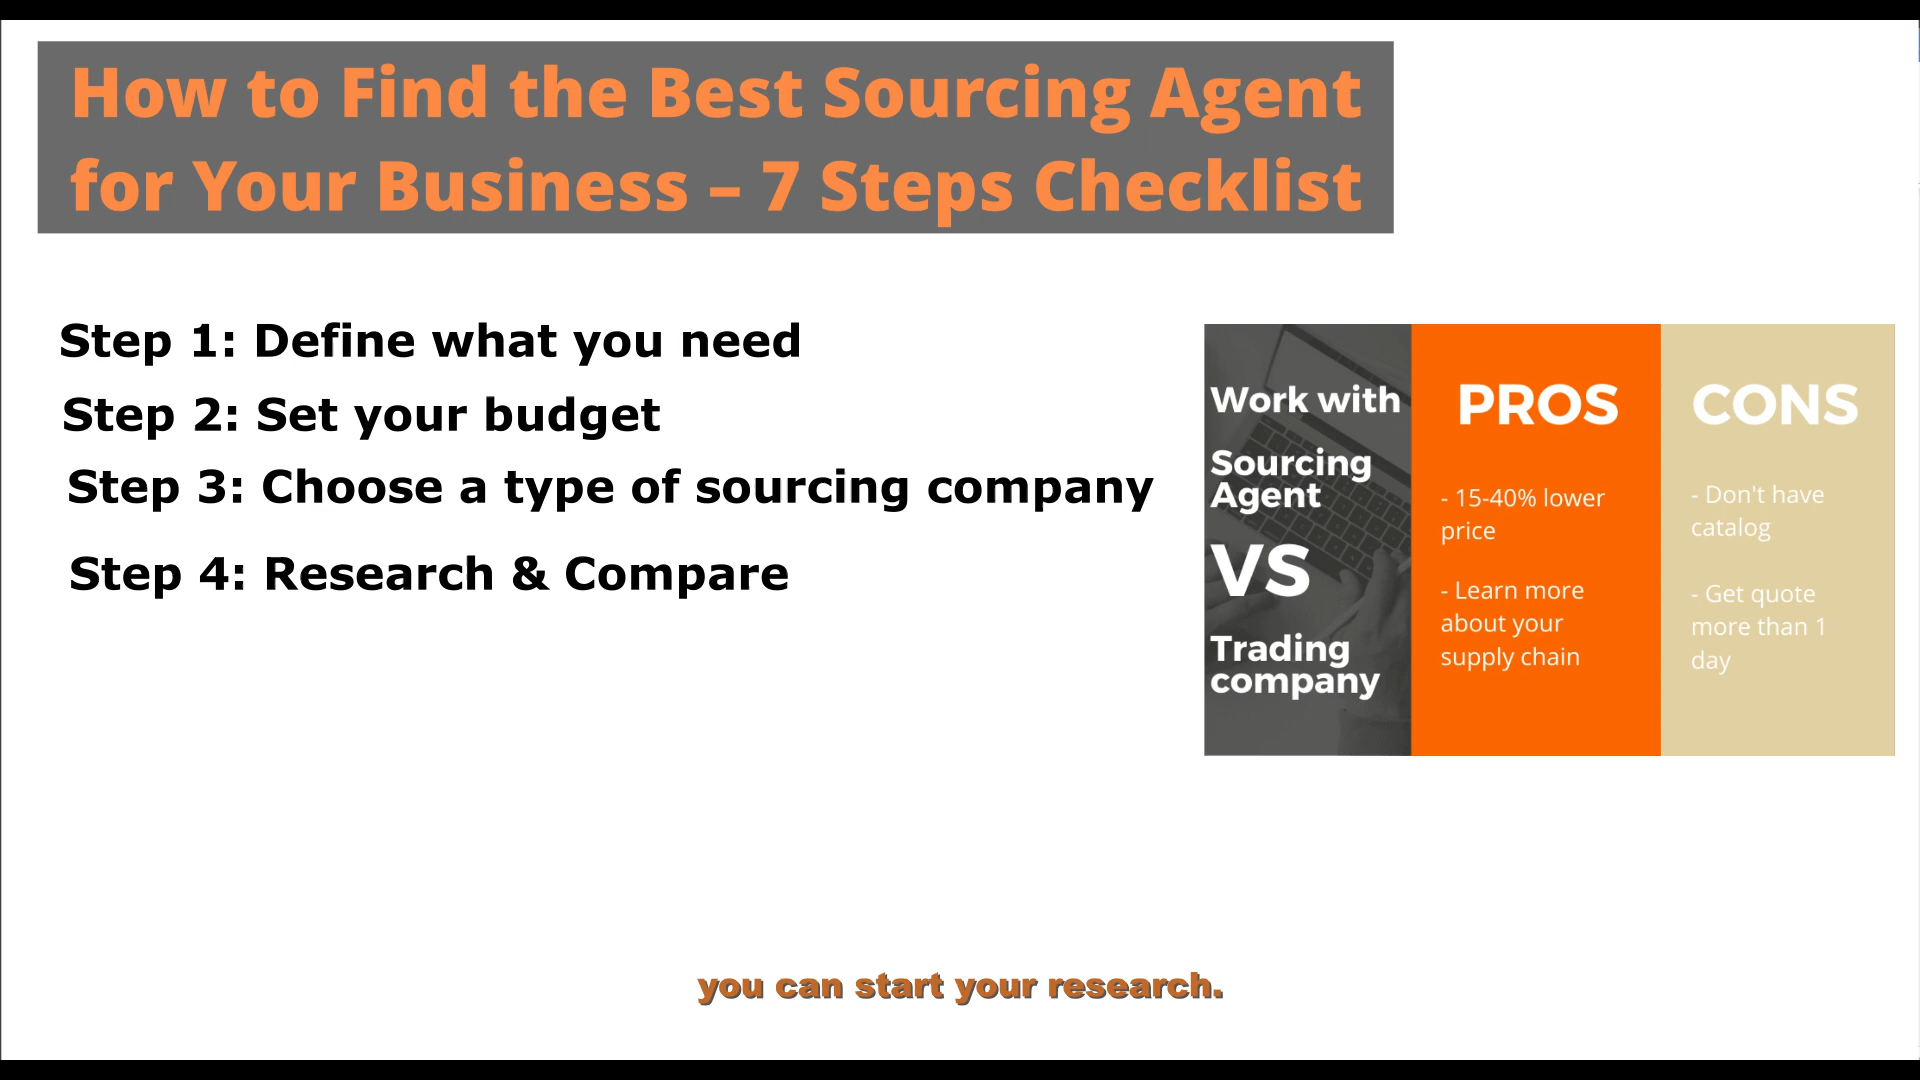 How to Find the Best Sourcing Agent
for Your Business – 7 Steps Checklist
Step 1: Define what you need
Step 2: Set your budget
Step 3: Choose a type of sourcing company
Step 4: Research & Compare
Work with
Sourcing
Agent
VS
Trading
company
PROS
- 15-40% lower
price
- Learn more
about your
supply chain
CONS
- Don't have
catalog
- Get quote
more than 1
day
you can start your research.